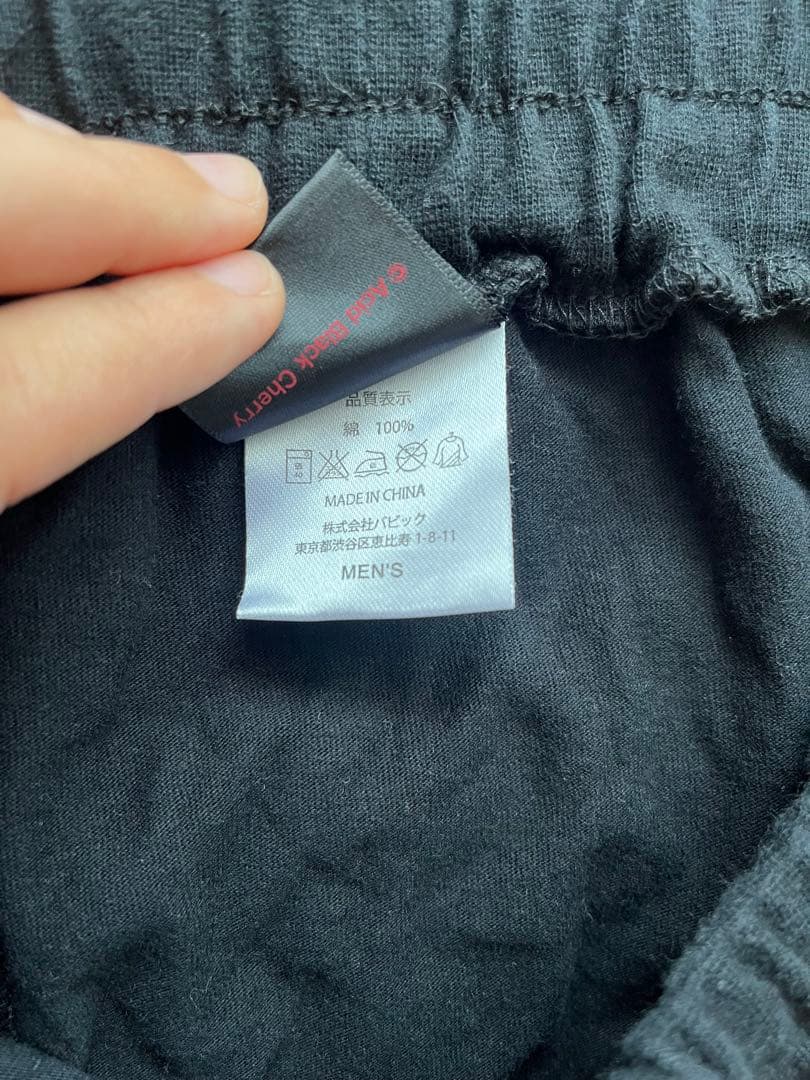 © Acid Black Cherry
品質表示
綿 100%
MADE IN CHINA
株式会社バビック
東京都渋谷区恵比寿 1-8-11
MEN'S